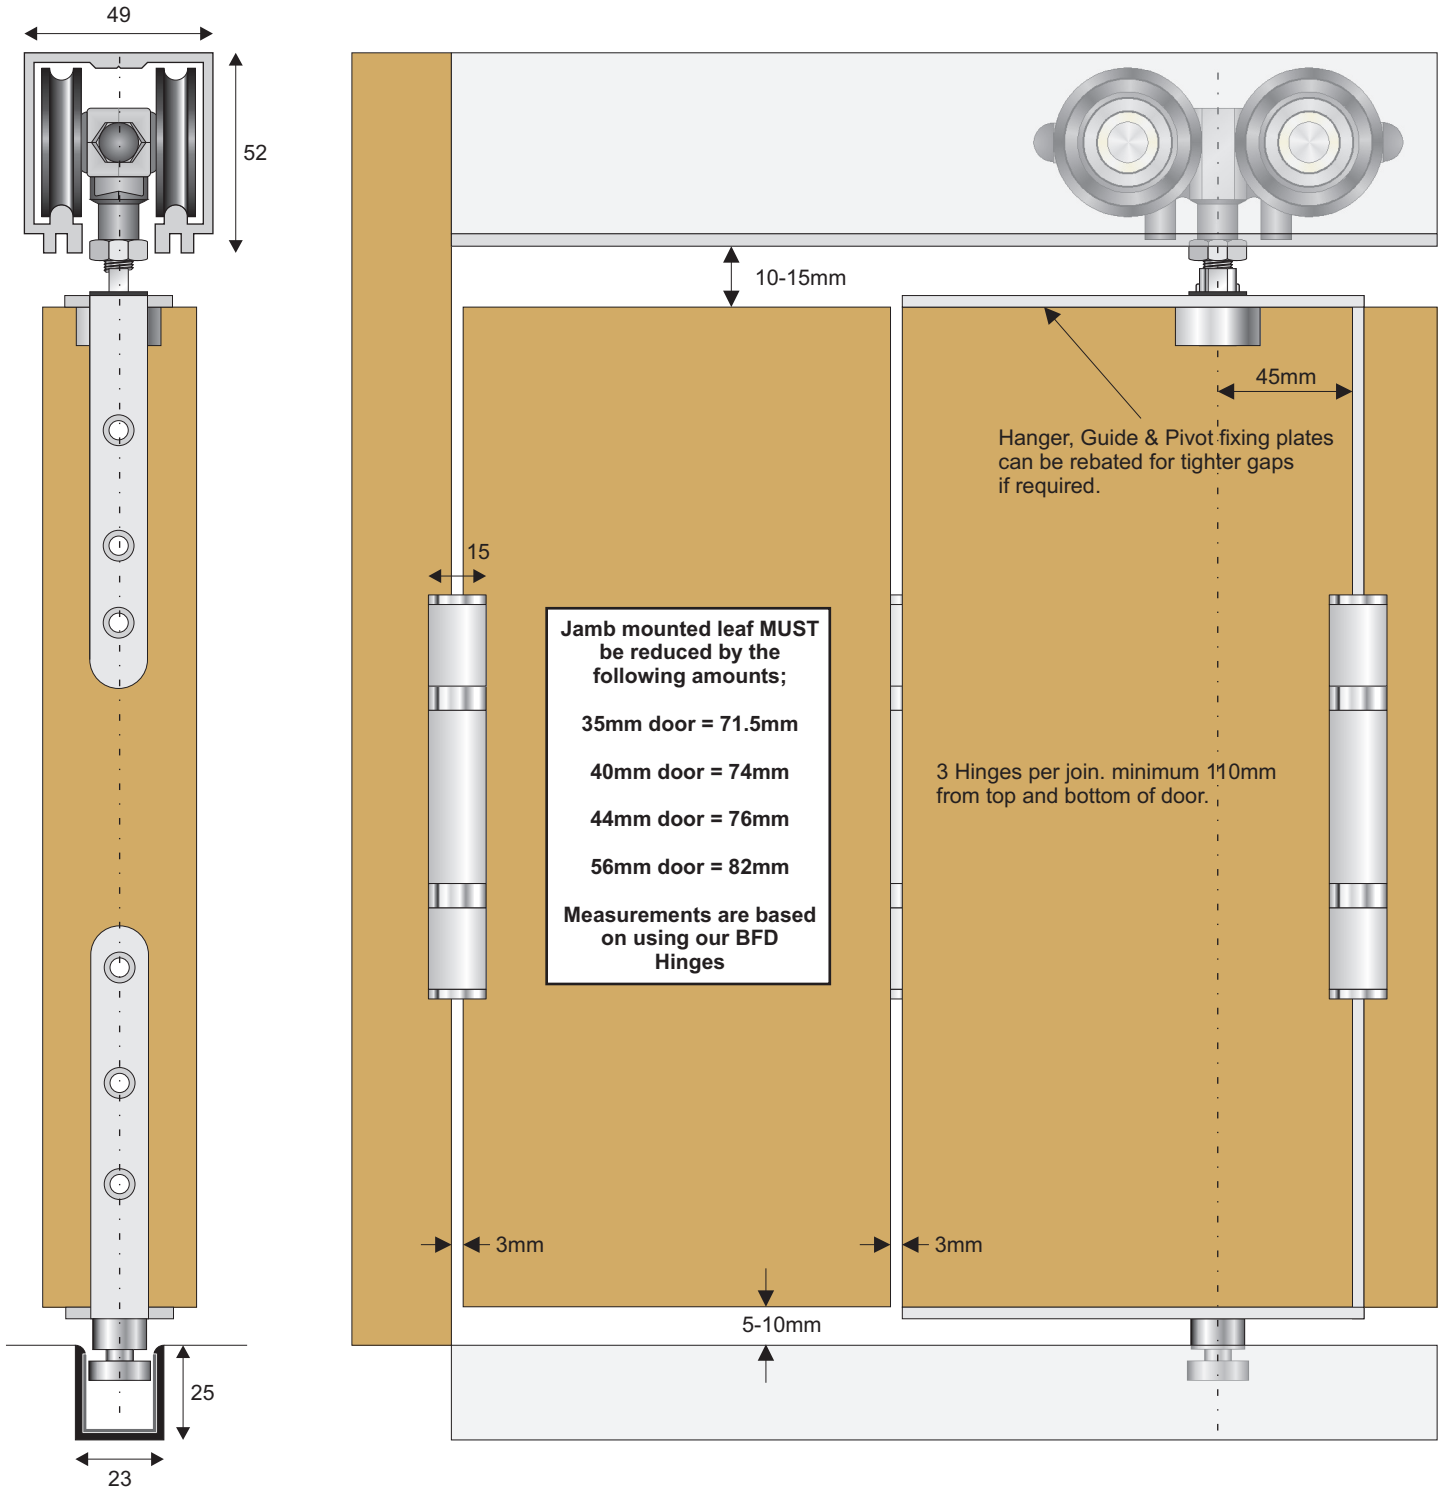 49
52
10-15mm
45mm
Hanger, Guide & Pivot fixing plates
can be rebated for tighter gaps
if required.
15
Jamb mounted leaf MUST
be reduced by the
following amounts;
35mm door = 71.5mm
40mm door = 74mm
44mm door = 76mm
56mm door = 82mm
Measurements are based
on using our BFD
Hinges
3 Hinges per join. minimum 110mm
from top and bottom of door.
3mm
3mm
5-10mm
25
23